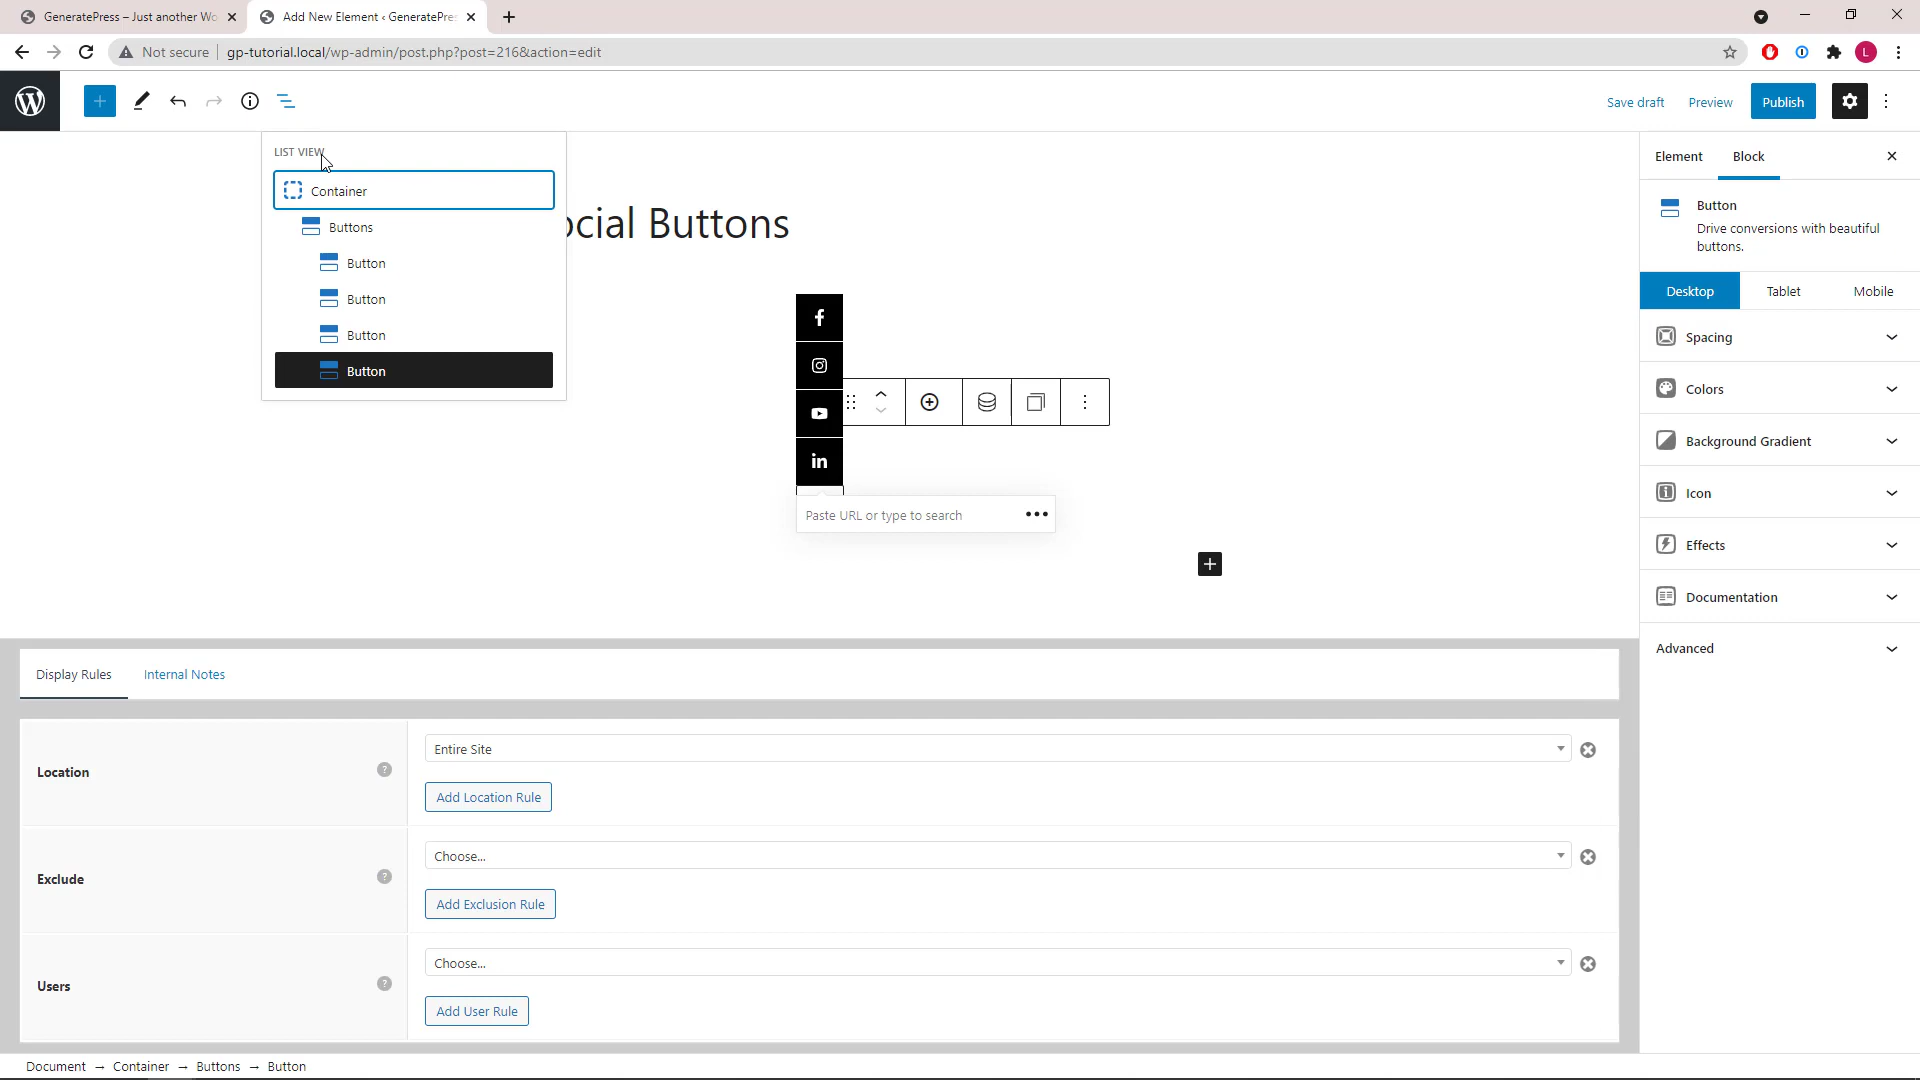 GeneratePress – Just another Wo
Add New Element ‹ GeneratePres
Not secure
gp-tutorial.local/wp-admin/post.php?post=216&action=edit
L
Save draft
Preview
Publish
LIST VIEW
Container
Buttons
Button
Button
Button
Button
ocial Buttons
Paste URL or type to search
Element
Block
Button
Drive conversions with beautiful
buttons.
Desktop
Tablet
Mobile
Spacing
Colors
Background Gradient
Icon
Effects
Documentation
Advanced
Display Rules
Internal Notes
Location
?
Entire Site
Add Location Rule
Exclude
?
Choose...
Add Exclusion Rule
Users
?
Choose...
Add User Rule
Document → Container → Buttons → Button